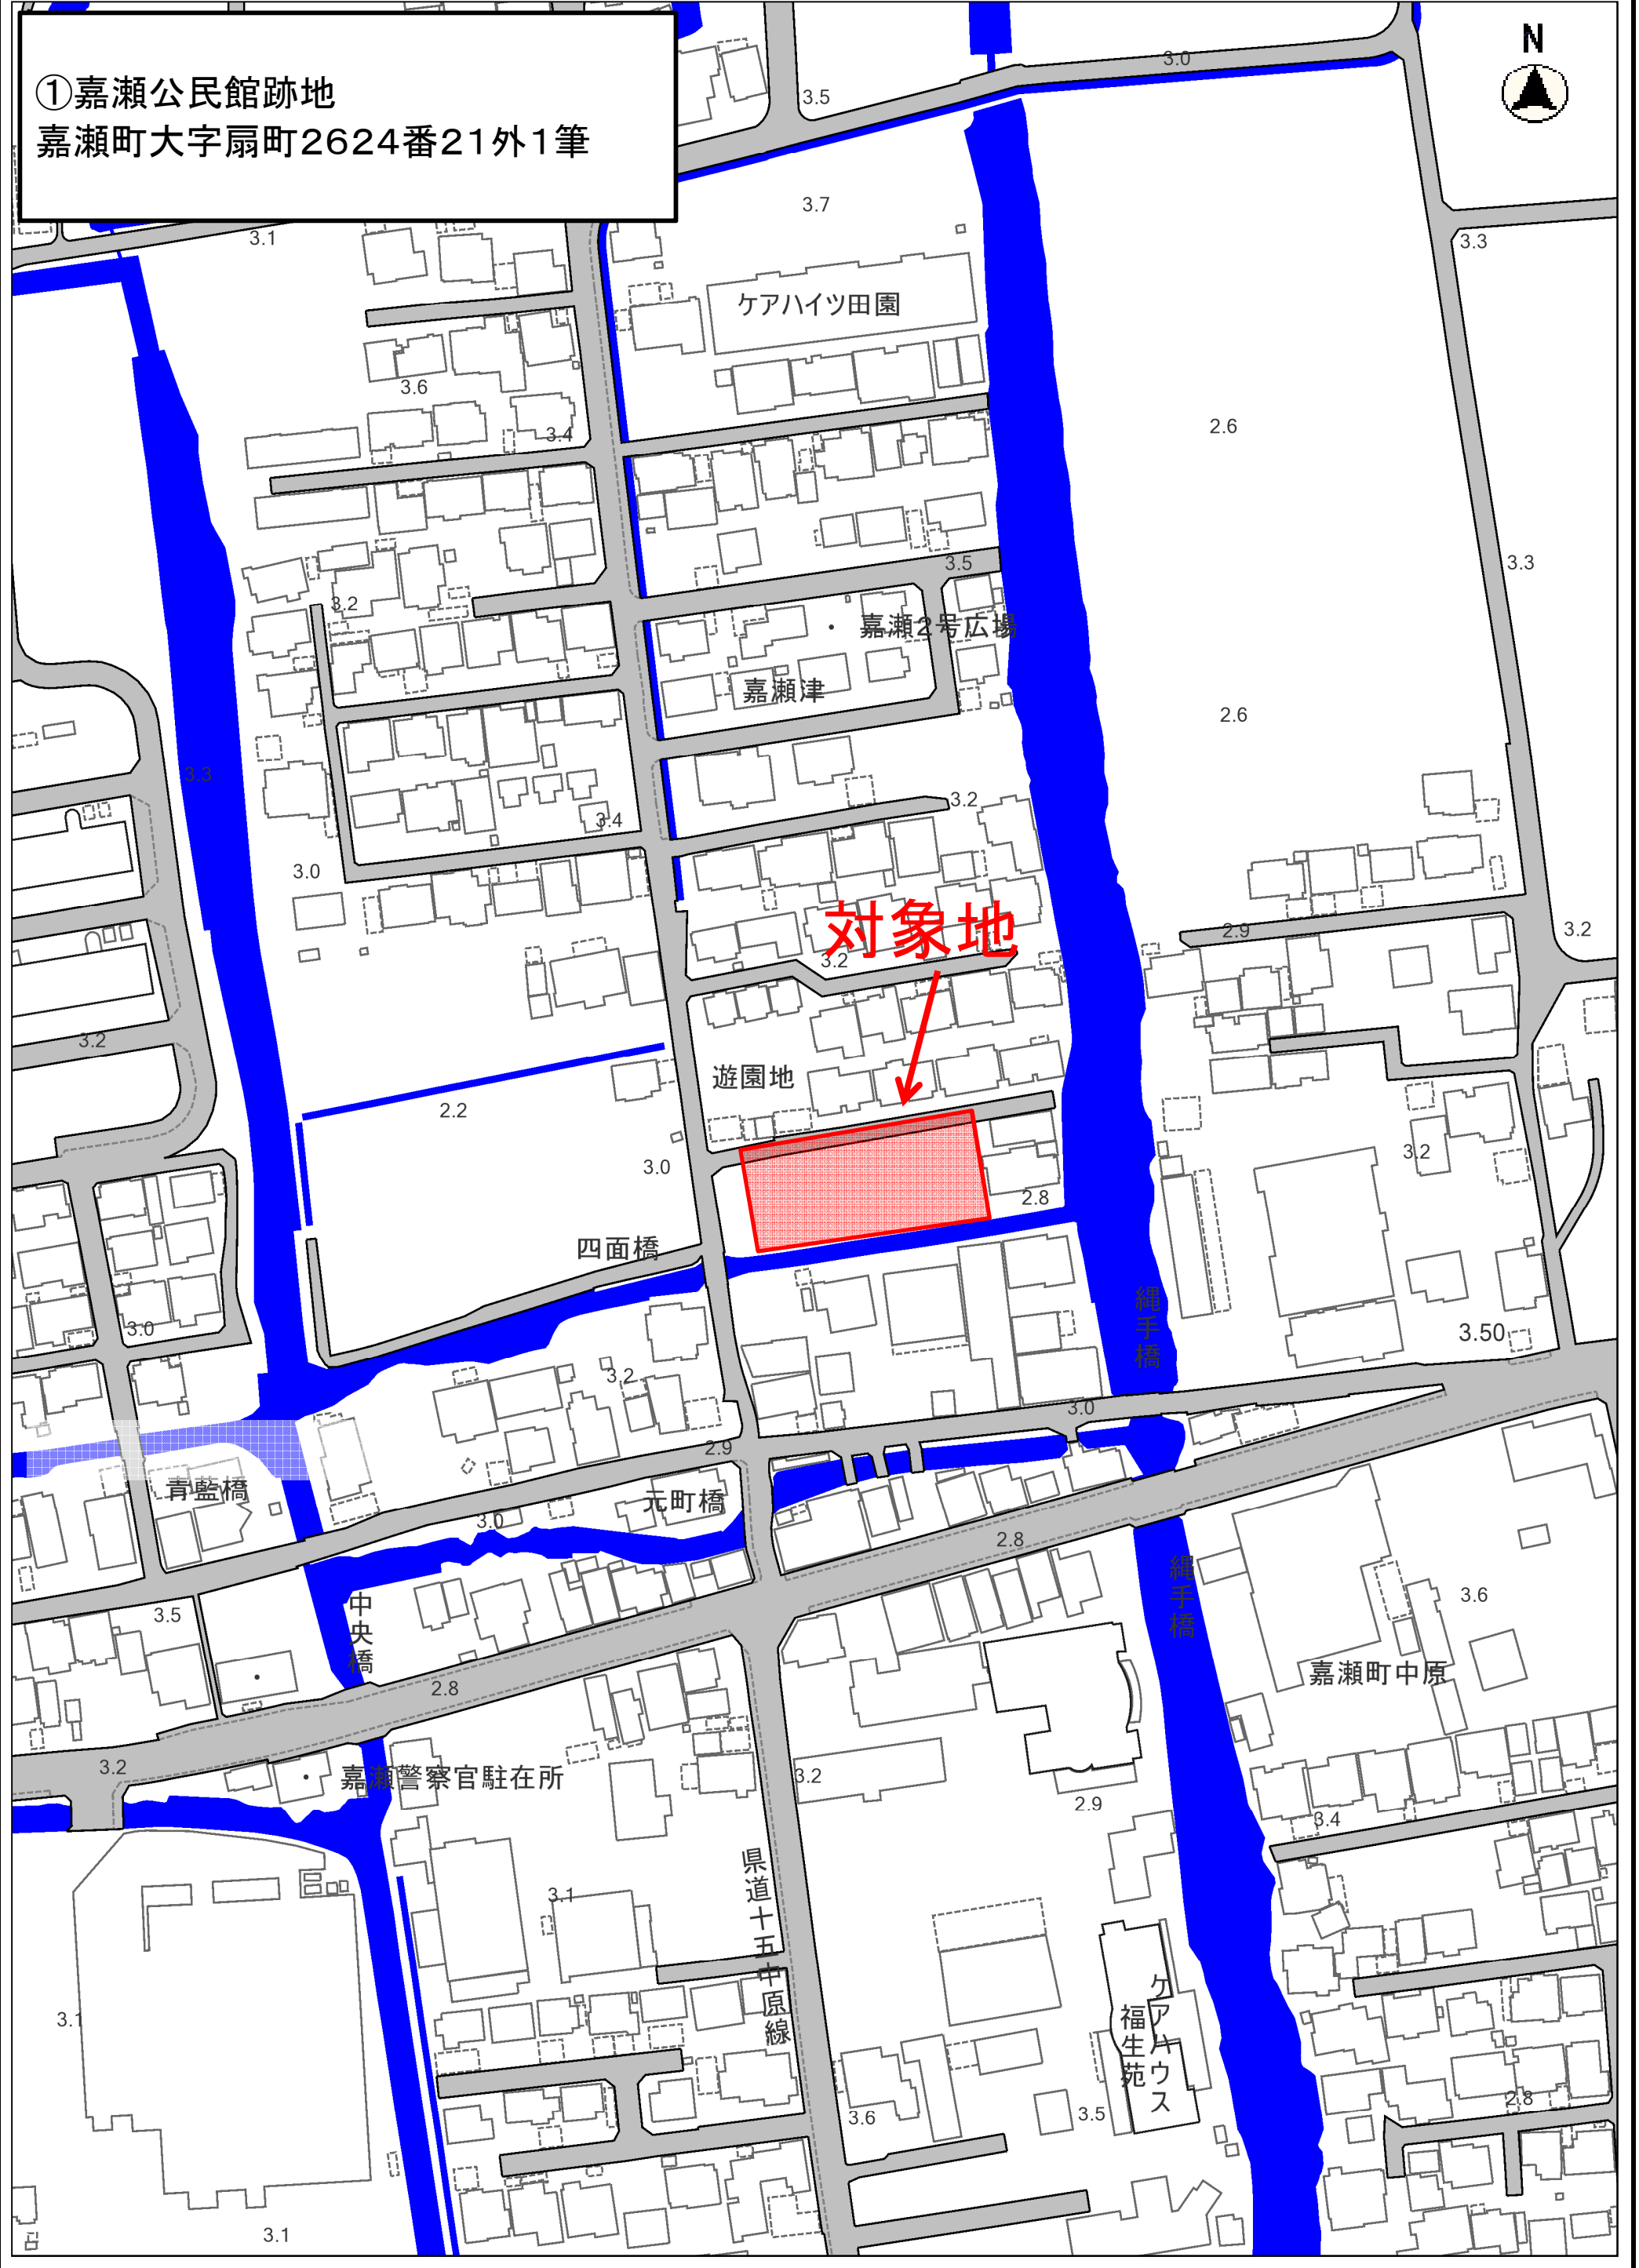 ①嘉瀬公民館跡地
嘉瀬町大字扇町2624番21外1筆
N
3.0
3.5
3.7
3.1
3.3
ケアハイツ田園
3.6
2.6
3.4
3.5
3.3
3.2
嘉瀬2号広場
嘉瀬津
2.6
3.3
3.2
3.4
3.0
対象地
2.9
3.2
3.2
3.2
遊園地
2.2
3.2
3.0
2.8
四面橋
縄手橋
3.0
3.50
3.2
3.0
2.9
青藍橋
元町橋
3.0
2.8
縄手橋
3.6
3.5
中央橋
嘉瀬町中原
2.8
3.2
嘉瀬警察官駐在所
3.2
2.9
3.4
県道十五中原線
3.1
ケアハウス
福生苑
3.1
3.6
3.5
2.8
3.1